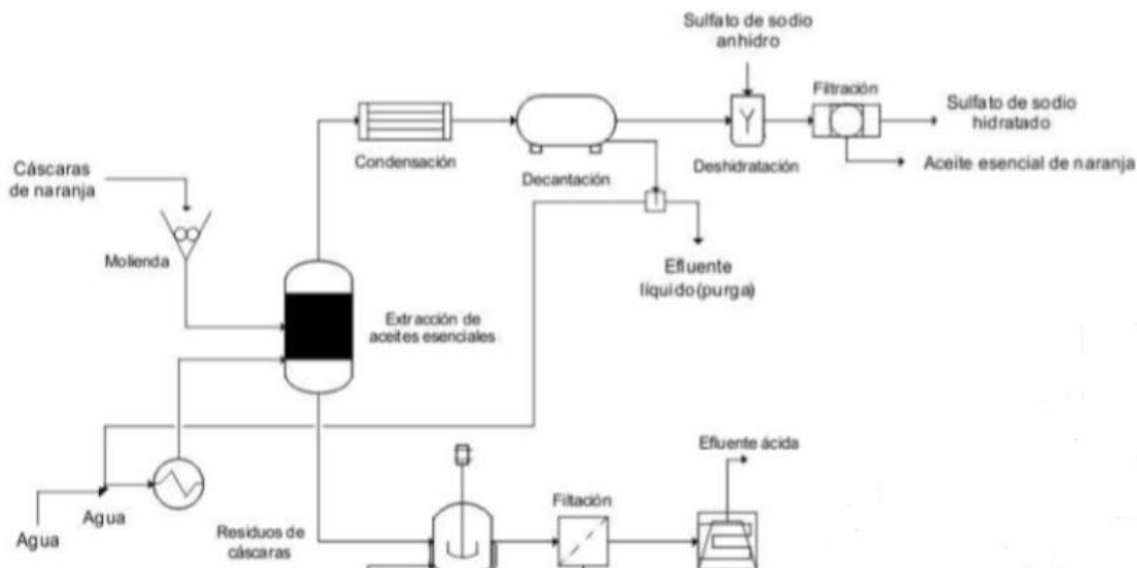 Sulfato de sodio
anhidro
Filtración
Sulfato de sodio
hidratado
Condensación
Decantación
Deshidratación
Aceite esencial de naranja
Cáscaras
de naranja
Molienda
Efluente
líquido(purga)
Extracción de
aceites esenciales
Efluente ácida
Agua
Agua
Residuos de
cáscaras
Filtación